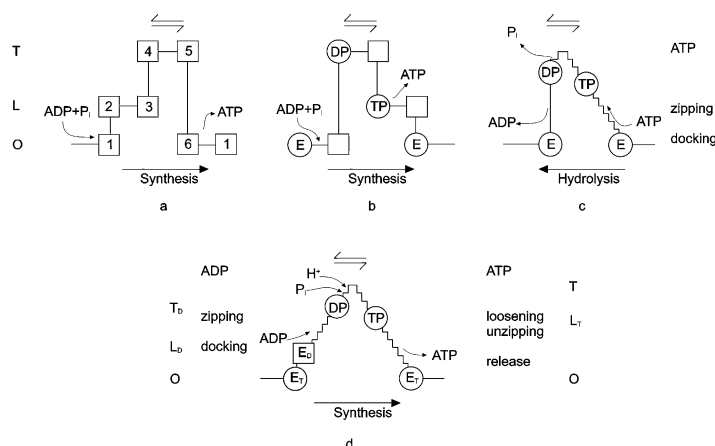 T
L
O
4 5
2 3
1 6 1
ADP+Pi
ATP
Synthesis
a
DP
TP
E E
ADP+Pi
ATP
Synthesis
b
Pi
DP
TP
ADP
ATP
E E
Hydrolysis
c
ATP
zipping
docking
ADP
TD zipping
LD docking
O
H+
Pi
DP
TP
ADP
ED
ET ET
ATP
Synthesis
d
ATP
loosening
unzipping
release
T
LT
O